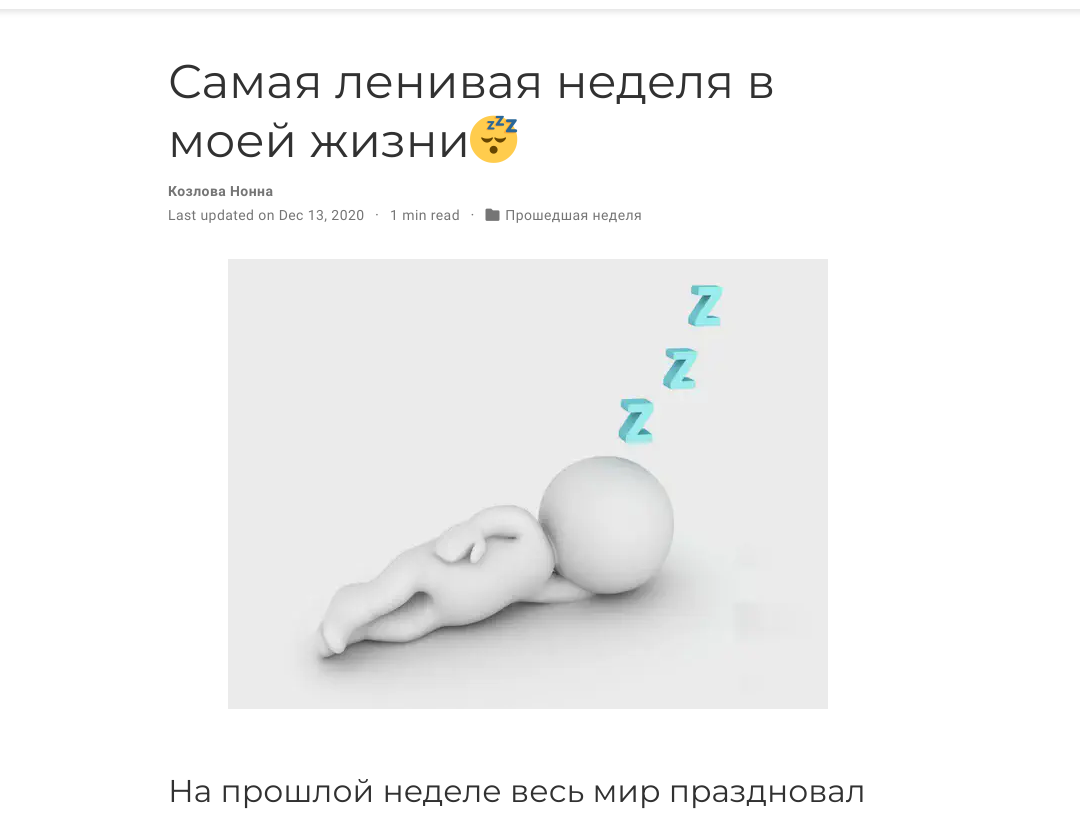 Самая ленивая неделя в
моей жизни😴
Козлова Нонна
Last updated on Dec 13, 2020 · 1 min read · Прошедшая неделя
Z
Z
Z
На прошлой неделе весь мир праздновал